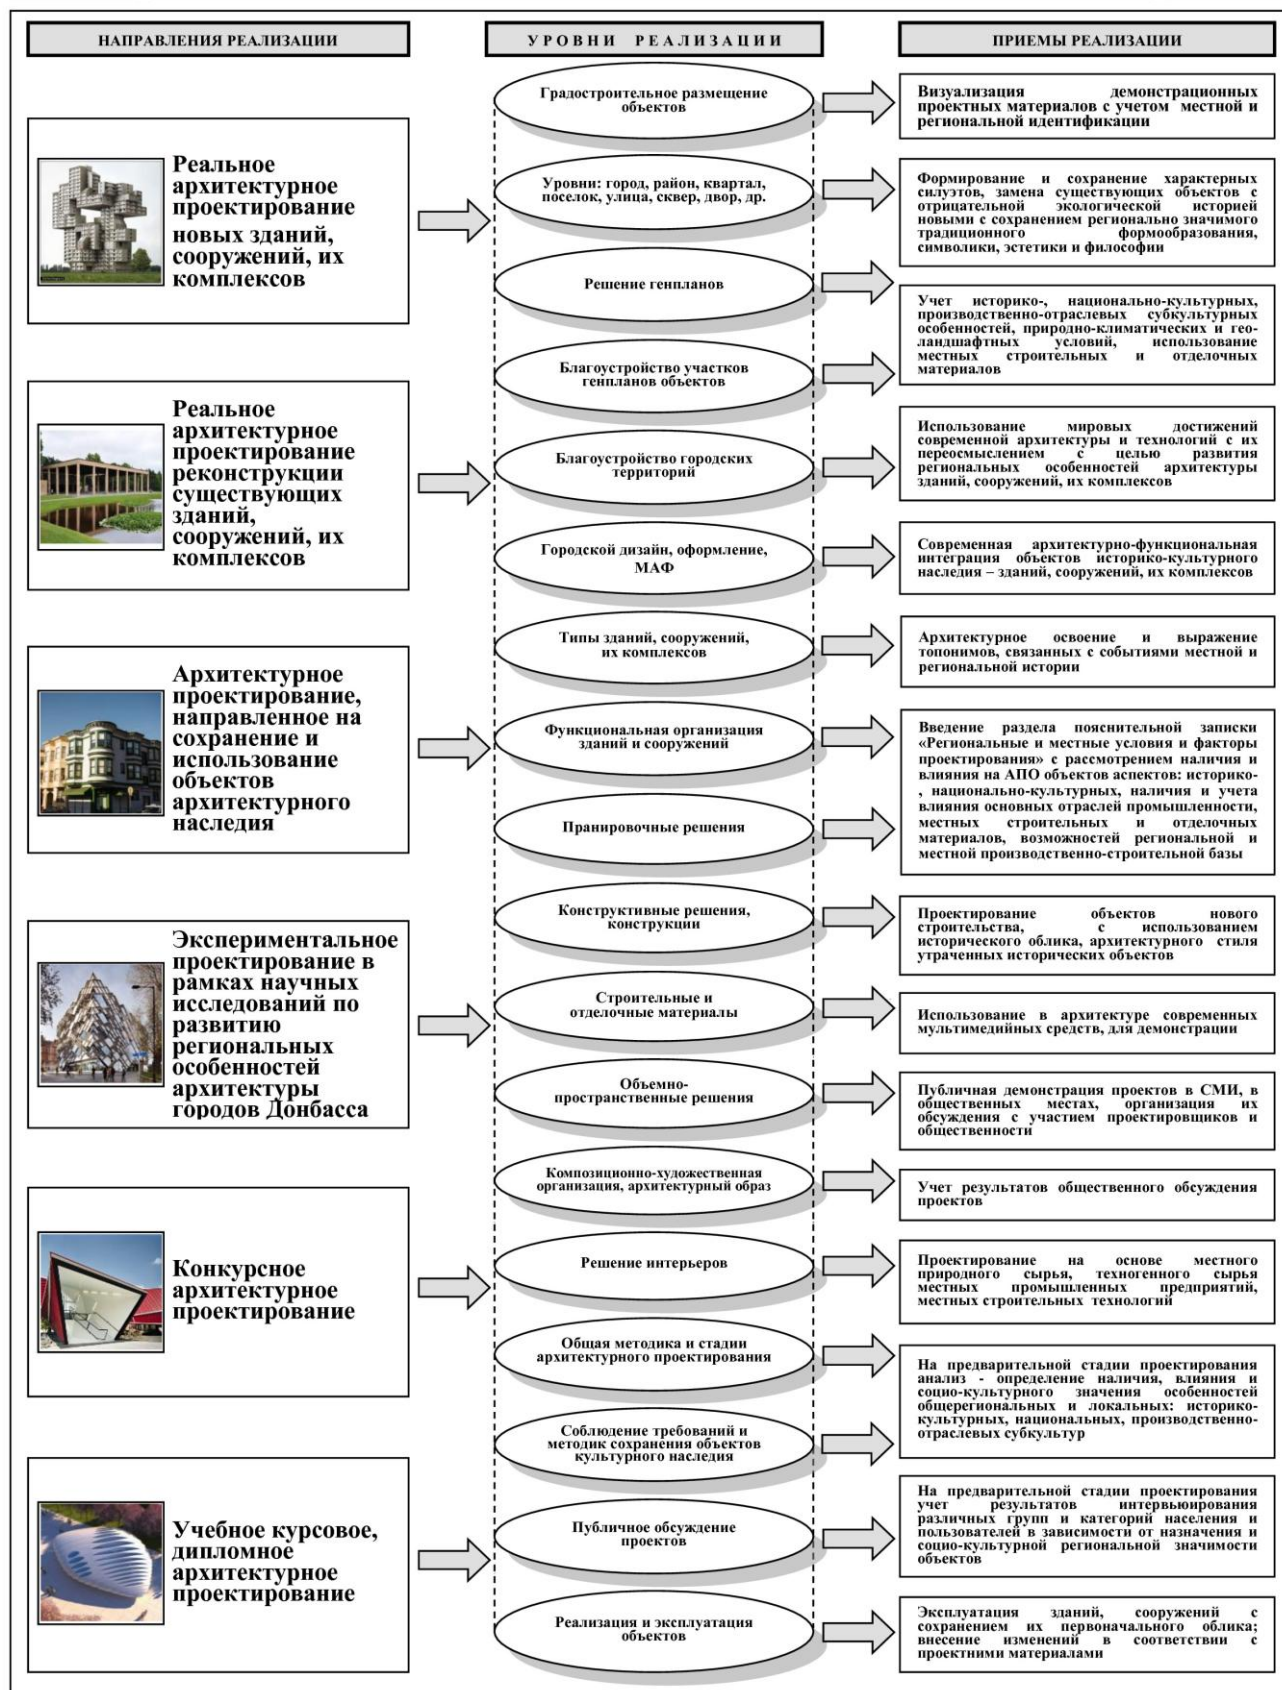 НАПРАВЛЕНИЯ РЕАЛИЗАЦИИ
Реальное
архитектурное
проектирование
новых зданий,
сооружений, их
комплексов
Реальное
архитектурное
проектирование
реконструкции
существующих
зданий,
сооружений, их
комплексов
Архитектурное
проектирование,
направленное на
сохранение и
использование
объектов
архитектурного
наследия
Экспериментальное
проектирование в
рамках научных
исследований по
развитию
региональных
особенностей
архитектуры
городов Донбасса
Конкурсное
архитектурное
проектирование
Учебное курсовое,
дипломное
архитектурное
проектирование
УРОВНИ РЕАЛИЗАЦИИ
Градостроительное размещение
объектов
Уровни: город, район, квартал,
поселок, улица, сквер, двор, др.
Решение генпланов
Благоустройство участков
генпланов объектов
Благоустройство городских
территорий
Городской дизайн, оформление,
МАФ
Типы зданий, сооружений,
их комплексов
Функциональная организация
зданий и сооружений
Пранировочные решения
Конструктивные решения,
конструкции
Строительные и
отделочные материалы
Объемно-
пространственные решения
Композиционно-художественная
организация, архитектурный образ
Решение интерьеров
Общая методика и стадии
архитектурного проектирования
Соблюдение требований и
методик сохранения объектов
культурного наследия
Публичное обсуждение
проектов
Реализация и эксплуатация
объектов
ПРИЕМЫ РЕАЛИЗАЦИИ
Визуализация демонстрационных
проектных материалов с учетом местной и
региональной идентификации
Формирование и сохранение характерных
силуэтов, замена существующих объектов с
отрицательной экологической историей
новыми с сохранением регионально значимого
традиционного формообразования,
символики, эстетики и философии
Учет историко-, национально-культурных,
производственно-отраслевых субкультурных
особенностей, природно-климатических и гео-
ландшафтных условий, использование
местных строительных и отделочных
материалов
Использование мировых достижений
современной архитектуры и технологий с их
переосмыслением с целью развития
региональных особенностей архитектуры
зданий, сооружений, их комплексов
Современная архитектурно-функциональная
интеграция объектов историко-культурного
наследия – зданий, сооружений, их комплексов
Архитектурное освоение и выражение
топонимов, связанных с событиями местной и
региональной истории
Введение раздела пояснительной записки
«Региональные и местные условия и факторы
проектирования» с рассмотрением наличия и
влияния на АПО объектов аспектов: историко-
, национально-культурных, наличия и учета
влияния основных отраслей промышленности,
местных строительных и отделочных
материалов, возможностей региональной и
местной производственно-строительной базы
Проектирование объектов нового
строительства, с использованием
исторического облика, архитектурного стиля
утраченных исторических объектов
Использование в архитектуре современных
мультимедийных средств, для демонстрации
Публичная демонстрация проектов в СМИ, в
общественных местах, организация их
обсуждения с участием проектировщиков и
общественности
Учет результатов общественного обсуждения
проектов
Проектирование на основе местного
природного сырья, техногенного сырья
местных промышленных предприятий,
местных строительных технологий
На предварительной стадии проектирования
анализ - определение наличия, влияния и
социо-культурного значения особенностей
общерегиональных и локальных: историко-
культурных, национальных, производственно-
отраслевых субкультур
На предварительной стадии проектирования
учет результатов интервьюирования
различных групп и категорий населения и
пользователей в зависимости от назначения и
социо-культурной региональной значимости
объектов
Эксплуатация зданий, сооружений с
сохранением их первоначального облика;
внесение изменений в соответствии с
проектними материалами